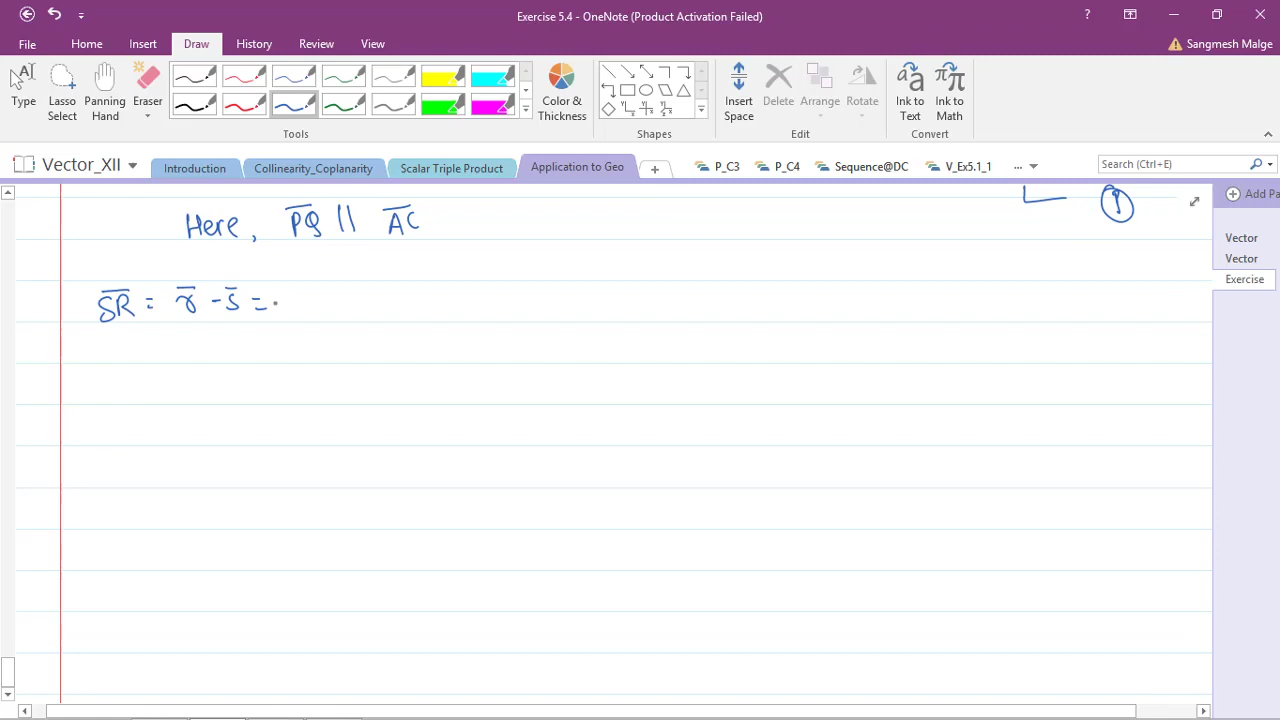 Exercise 5.4 - OneNote (Product Activation Failed)
?
File Home Insert Draw History Review View
Sangmesh Malge
Type
Lasso Select
Panning Hand
Eraser
Color & Thickness
Insert Space
Delete
Arrange
Rotate
Ink to Text
Ink to Math
Tools
Shapes
Edit
Convert
Vector_XII
Introduction
Collinearity_Coplanarity
Scalar Triple Product
Application to Geo
P_C3
P_C4
Sequence@DC
V_Ex5.1_1
...
Search (Ctrl+E)
Add Pa
Vector
Vector
Exercise
Here, P̅Q̅ || A̅C̅
S̅R̅ = r̅ - s̅ =